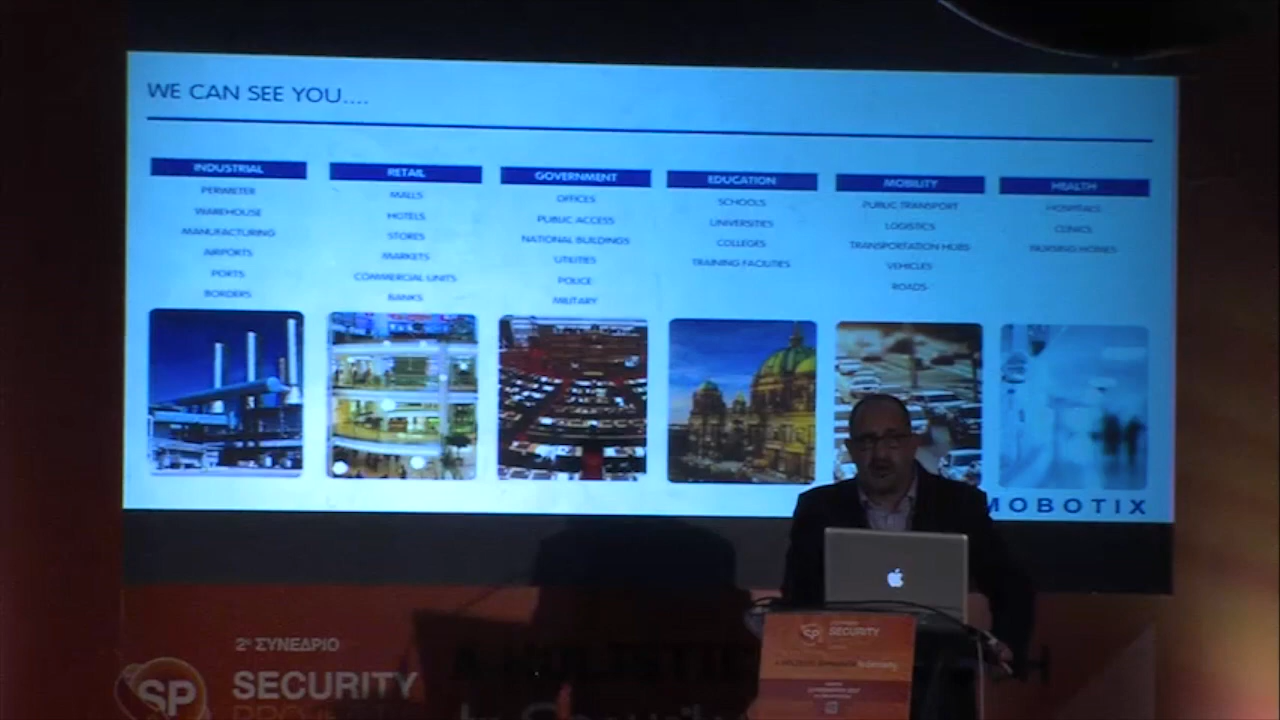 WE CAN SEE YOU....
INDUSTRIAL
PERIMETER
WAREHOUSE
MANUFACTURING
AIRPORTS
PORTS
BORDERS
RETAIL
MALLS
HOTELS
STORES
MARKETS
COMMERCIAL UNITS
BANKS
GOVERNMENT
OFFICES
PUBLIC ACCESS
NATIONAL BUILDINGS
UTILITIES
POLICE
MILITARY
EDUCATION
SCHOOLS
UNIVERSITIES
COLLEGES
TRAINING FACILITIES
MOBILITY
PUBLIC TRANSPORT
LOGISTICS
TRANSPORTATION HUBS
VEHICLES
ROADS
HEALTH
HOSPITALS
CLINICS
NURSING HOMES
MOBOTIX
2ο ΣΥΝΕΔΡΙΟ
SP
SECURITY
SP
SECURITY